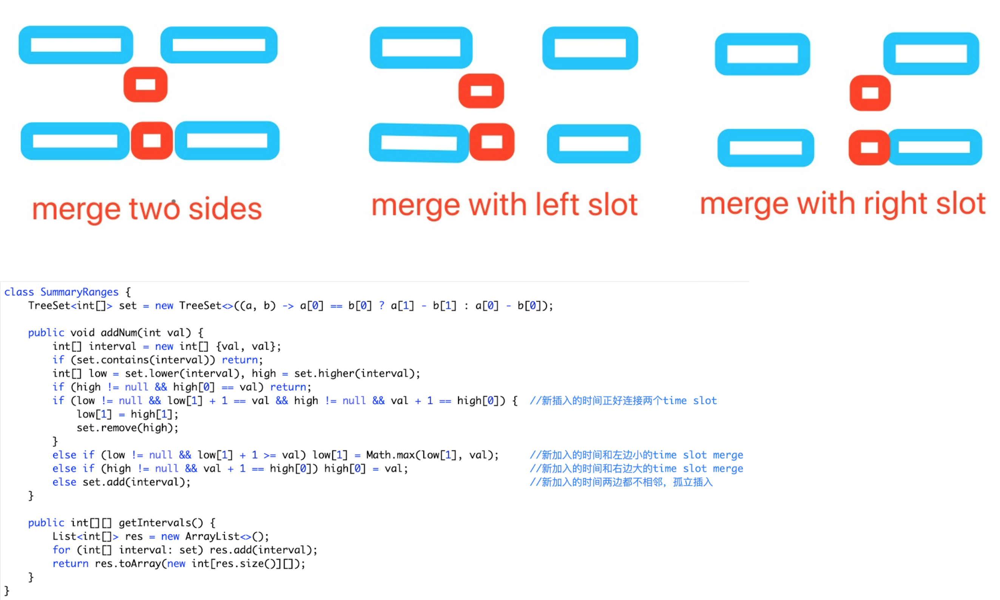 merge two sides
merge with left slot
merge with right slot
class SummaryRanges {
    TreeSet<int[]> set = new TreeSet<>((a, b) -> a[0] == b[0] ? a[1] - b[1] : a[0] - b[0]);
    public void addNum(int val) {
        int[] interval = new int[] {val, val};
        if (set.contains(interval)) return;
        int[] low = set.lower(interval), high = set.higher(interval);
        if (high != null && high[0] == val) return;
        if (low != null && low[1] + 1 == val && high != null && val + 1 == high[0]) {  //新插入的时间正好连接两个time slot
            low[1] = high[1];
            set.remove(high);
        }
        else if (low != null && low[1] + 1 >= val) low[1] = Math.max(low[1], val);     //新加入的时间和左边小的time slot merge
        else if (high != null && val + 1 == high[0]) high[0] = val;                    //新加入的时间和右边大的time slot merge
        else set.add(interval);                                                        //新加入的时间两边都不相邻，孤立插入
    }
    public int[][] getIntervals() {
        List<int[]> res = new ArrayList<>();
        for (int[] interval: set) res.add(interval);
        return res.toArray(new int[res.size()][]);
    }
}